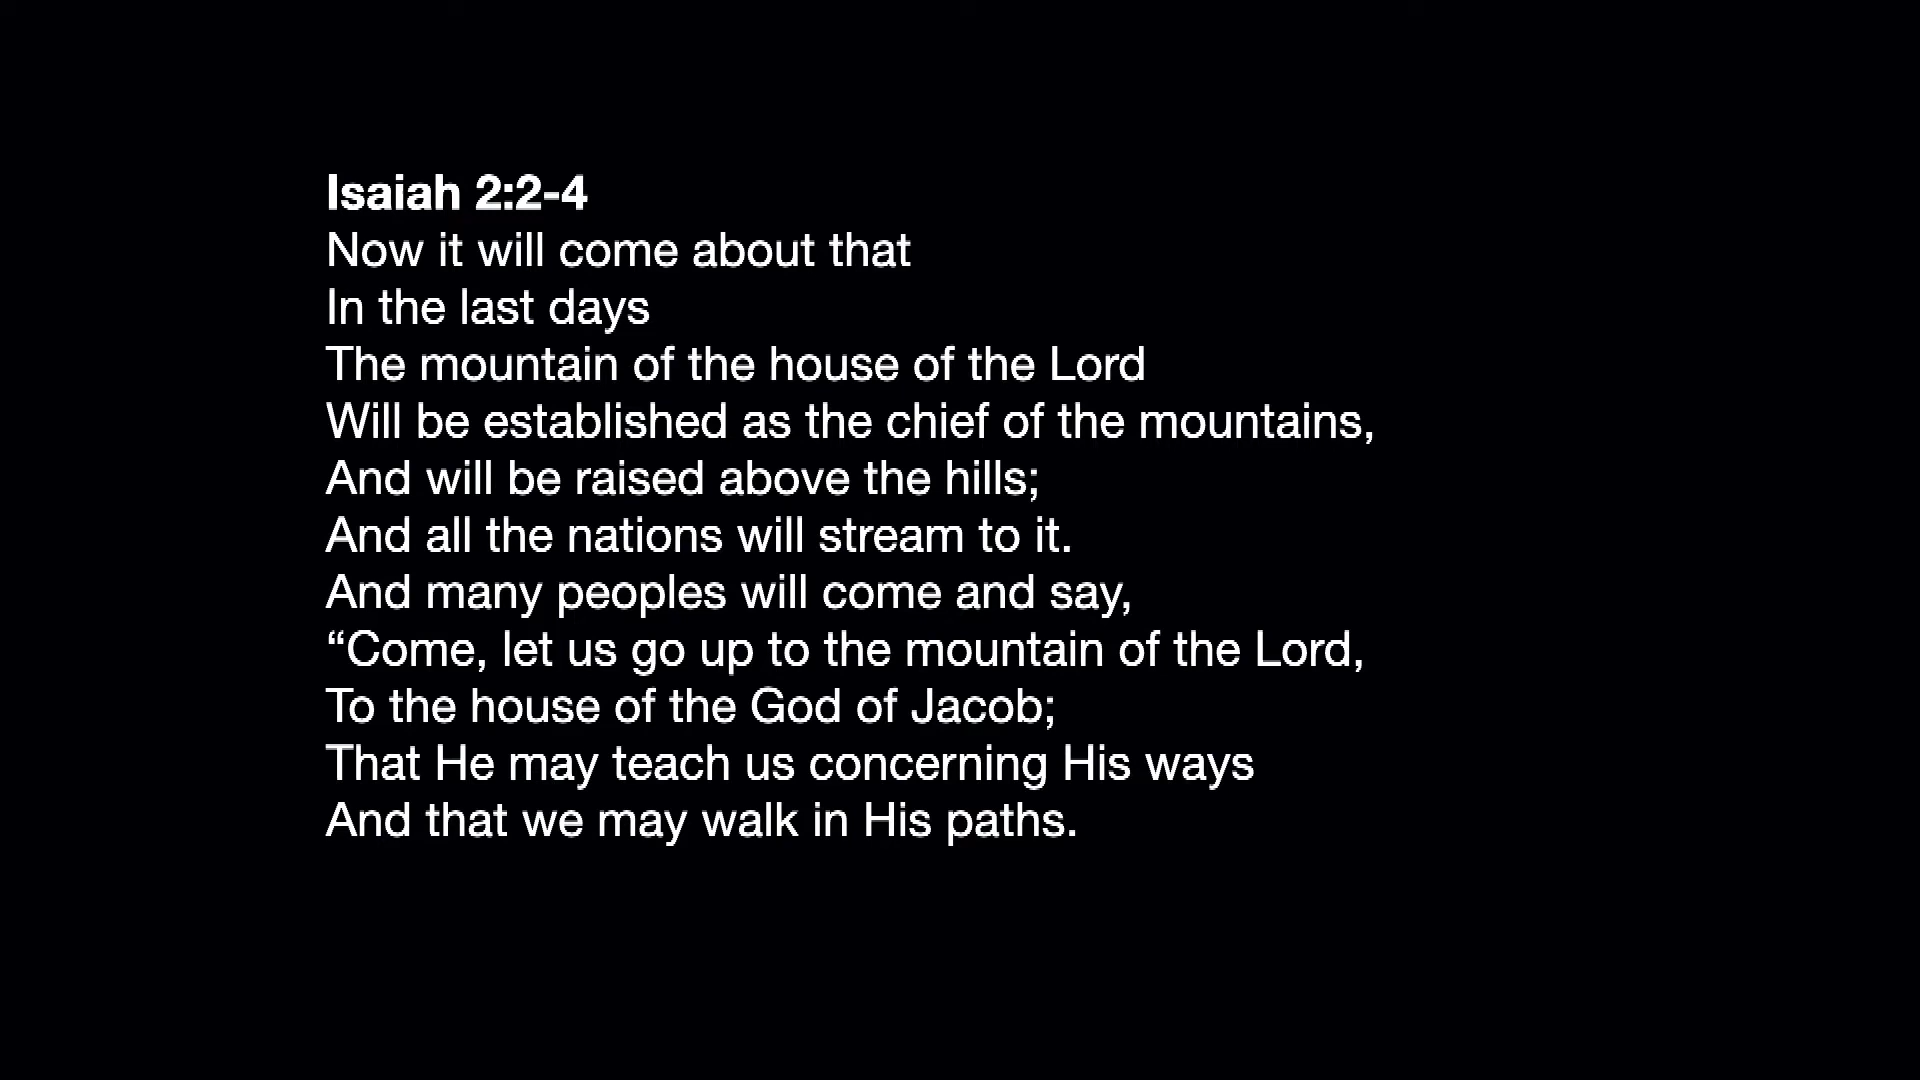 Isaiah 2:2-4
Now it will come about that
In the last days
The mountain of the house of the Lord
Will be established as the chief of the mountains,
And will be raised above the hills;
And all the nations will stream to it.
And many peoples will come and say,
“Come, let us go up to the mountain of the Lord,
To the house of the God of Jacob;
That He may teach us concerning His ways
And that we may walk in His paths.